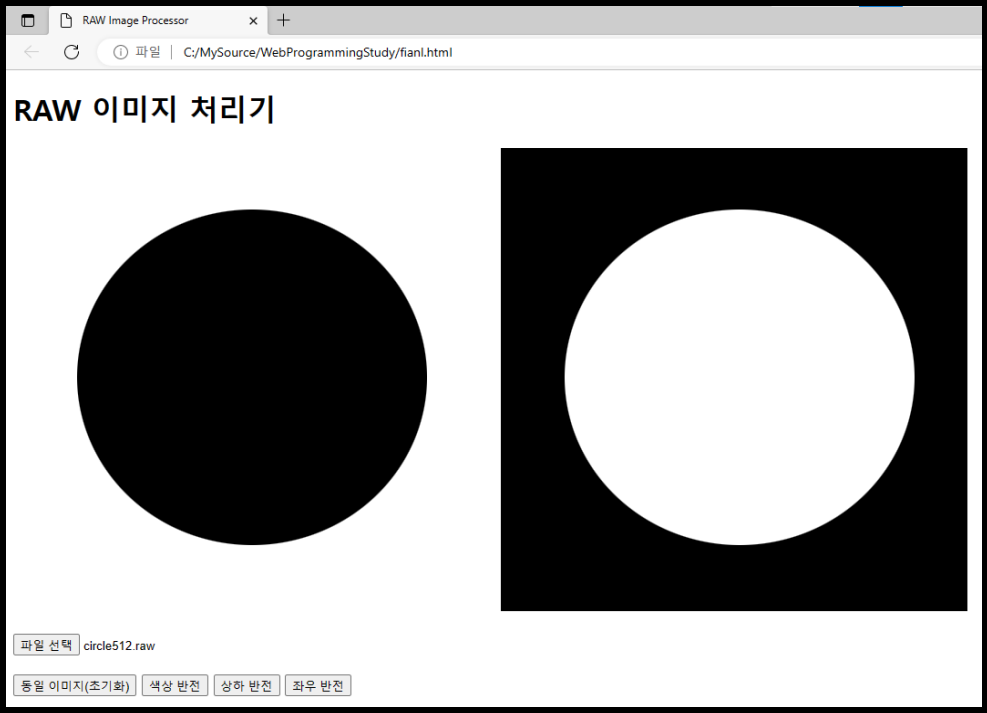 RAW Image Processor
파일 C:/MySource/WebProgrammingStudy/fianl.html
RAW 이미지 처리기
파일 선택 circle512.raw
동일 이미지(초기화) 색상 반전 상하 반전 좌우 반전